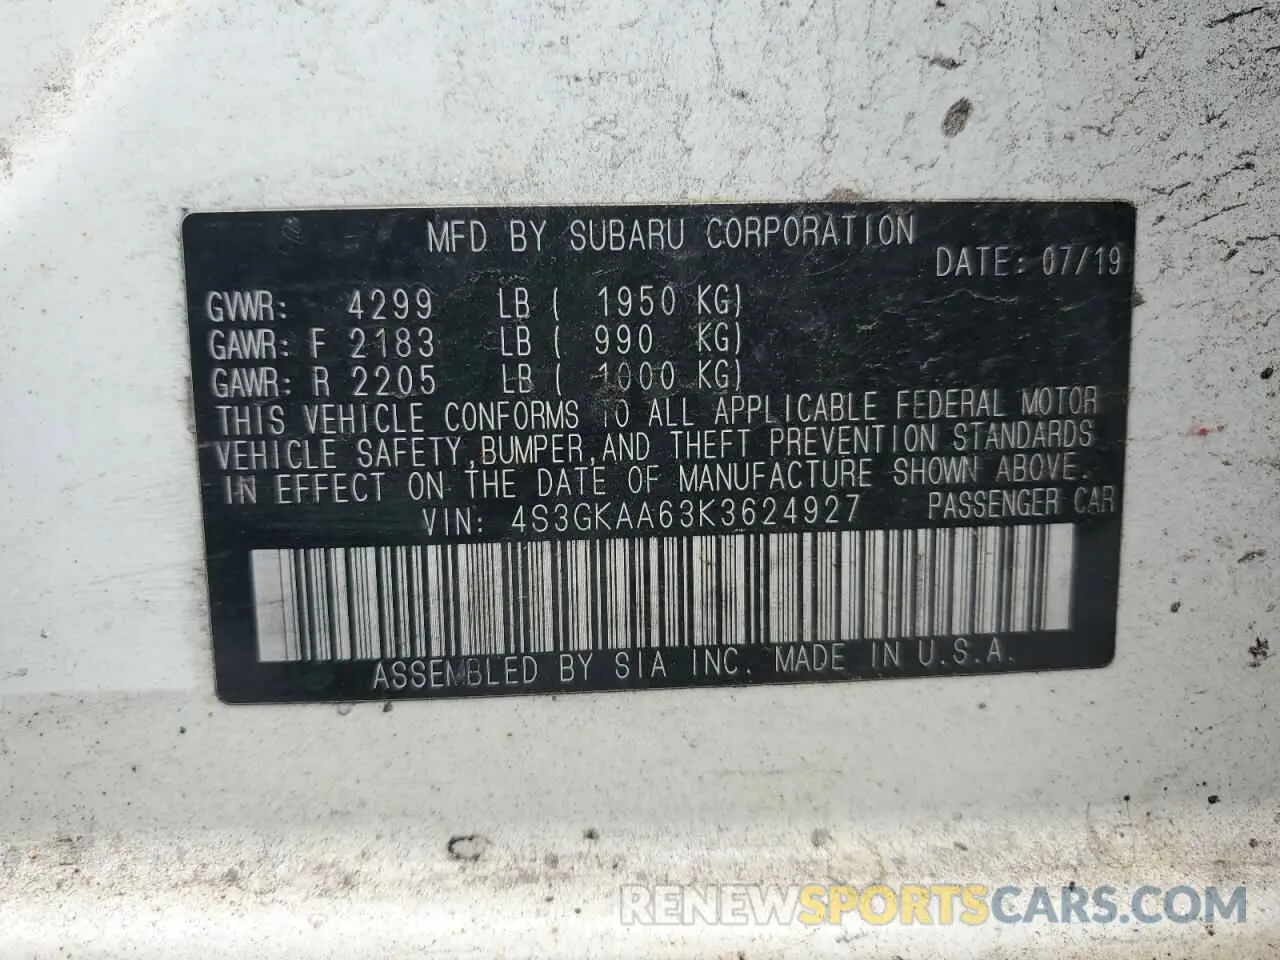 MFD BY SUBARU CORPORATION
DATE: 07/19
GVWR: 4299 LB ( 1950 KG)
GAWR: F 2183 LB ( 990 KG)
GAWR: R 2205 LB ( 1000 KG)
THIS VEHICLE CONFORMS TO ALL APPLICABLE FEDERAL MOTOR
VEHICLE SAFETY,BUMPER,AND THEFT PREVENTION STANDARDS
IN EFFECT ON THE DATE OF MANUFACTURE SHOWN ABOVE.
VIN: 4S3GKAA63K3624927 PASSENGER CAR
ASSEMBLED BY SIA INC. MADE IN U.S.A.
RENEWSPORTSCARS.COM